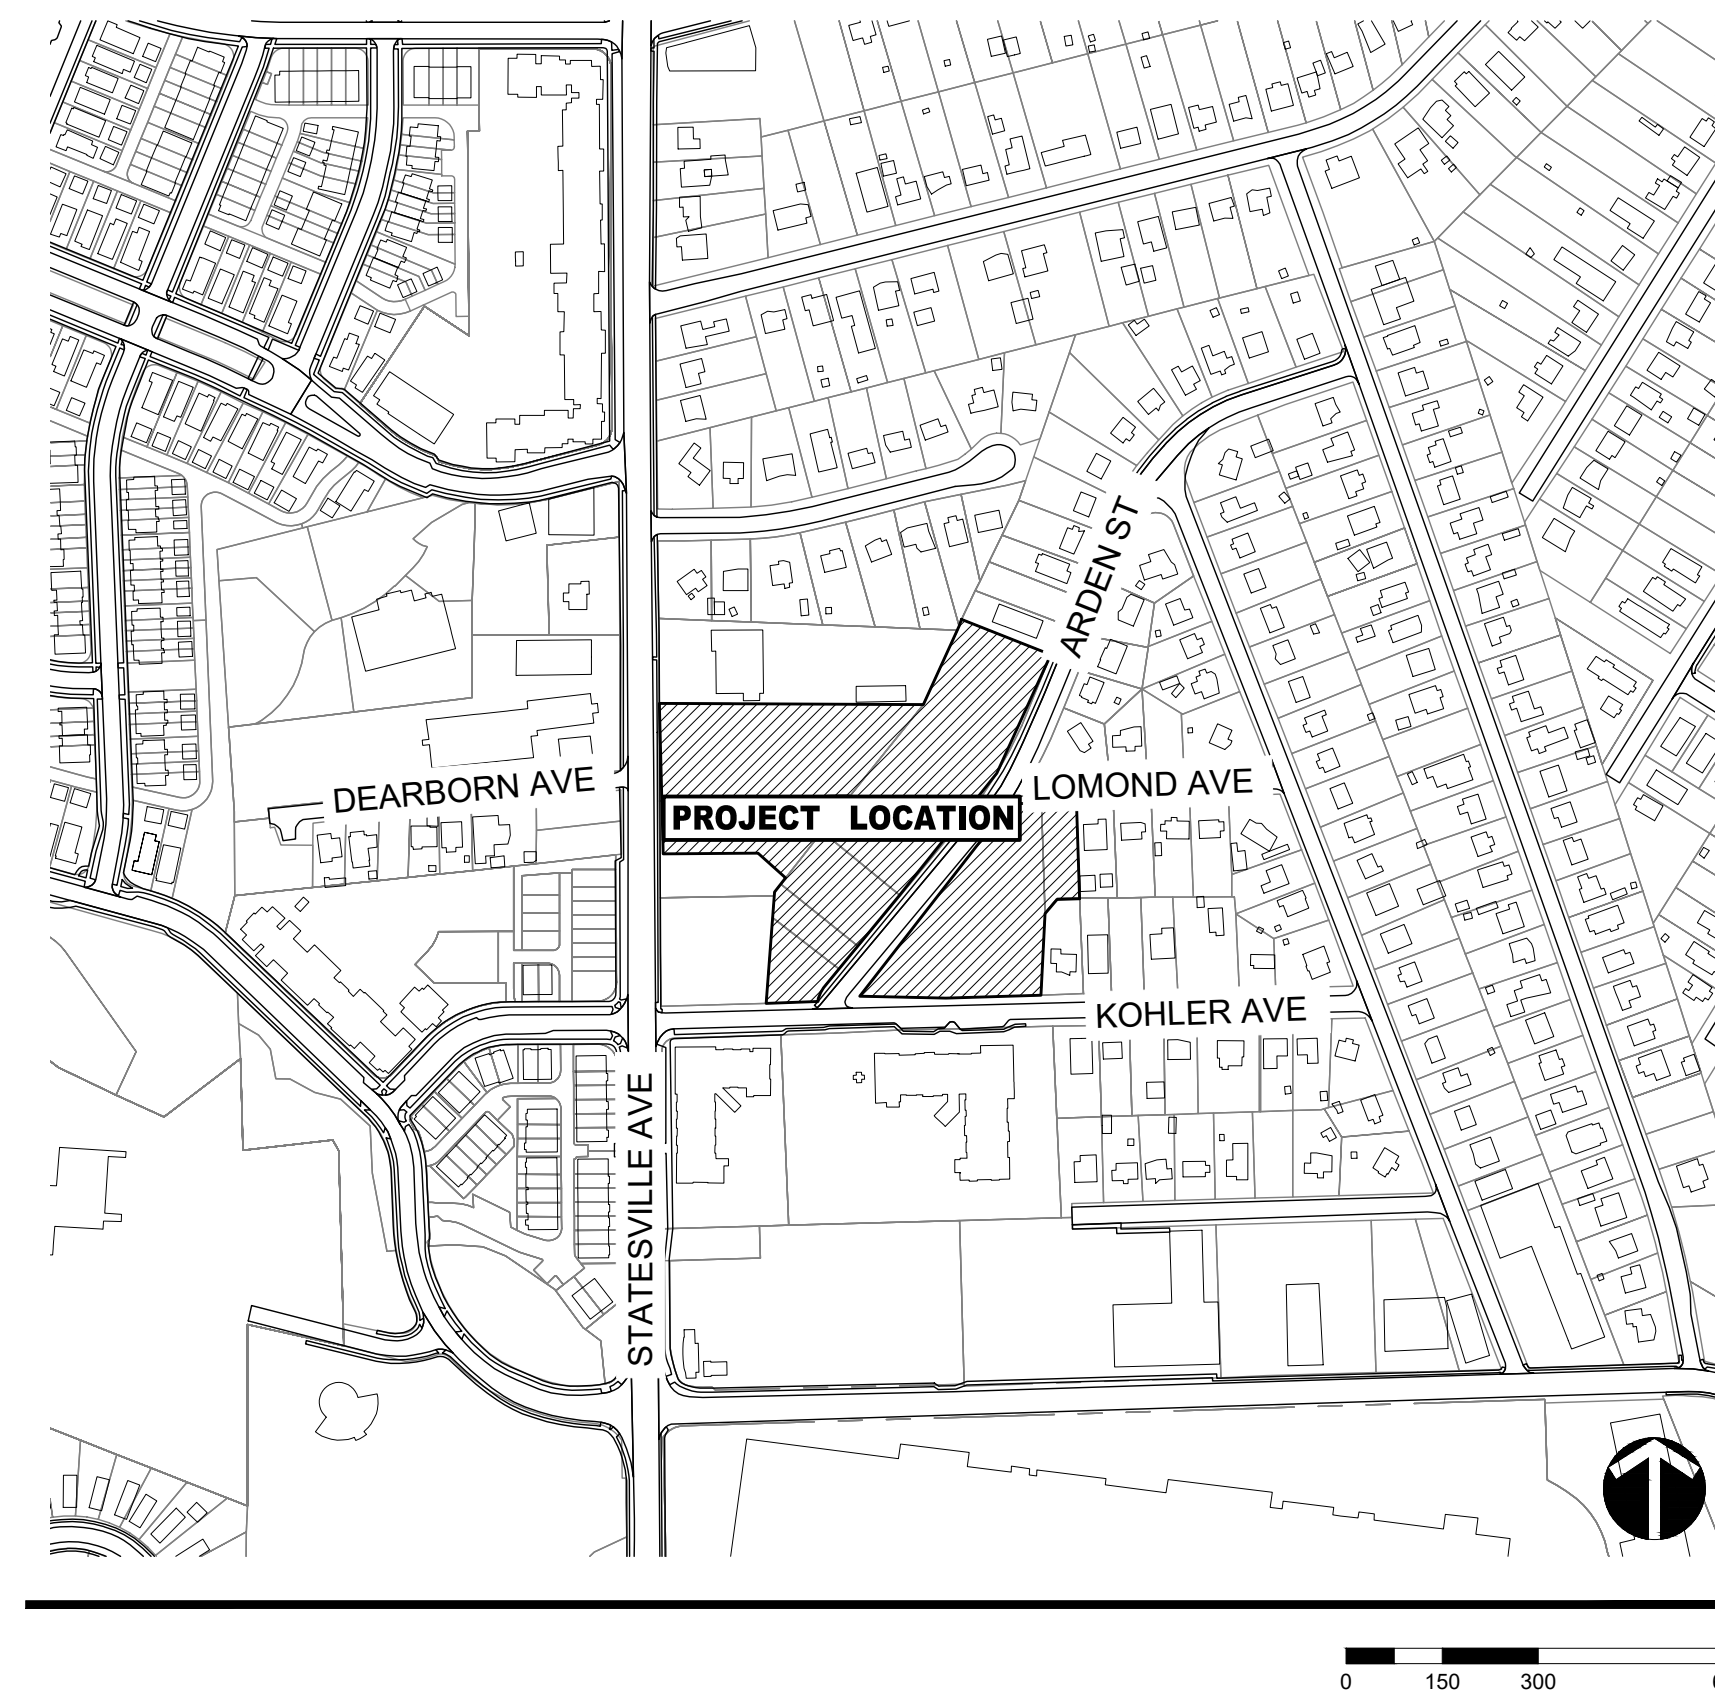 ARDEN ST
DEARBORN AVE
LOMOND AVE
PROJECT LOCATION
KOHLER AVE
STATESVILLE AVE
0 150 300